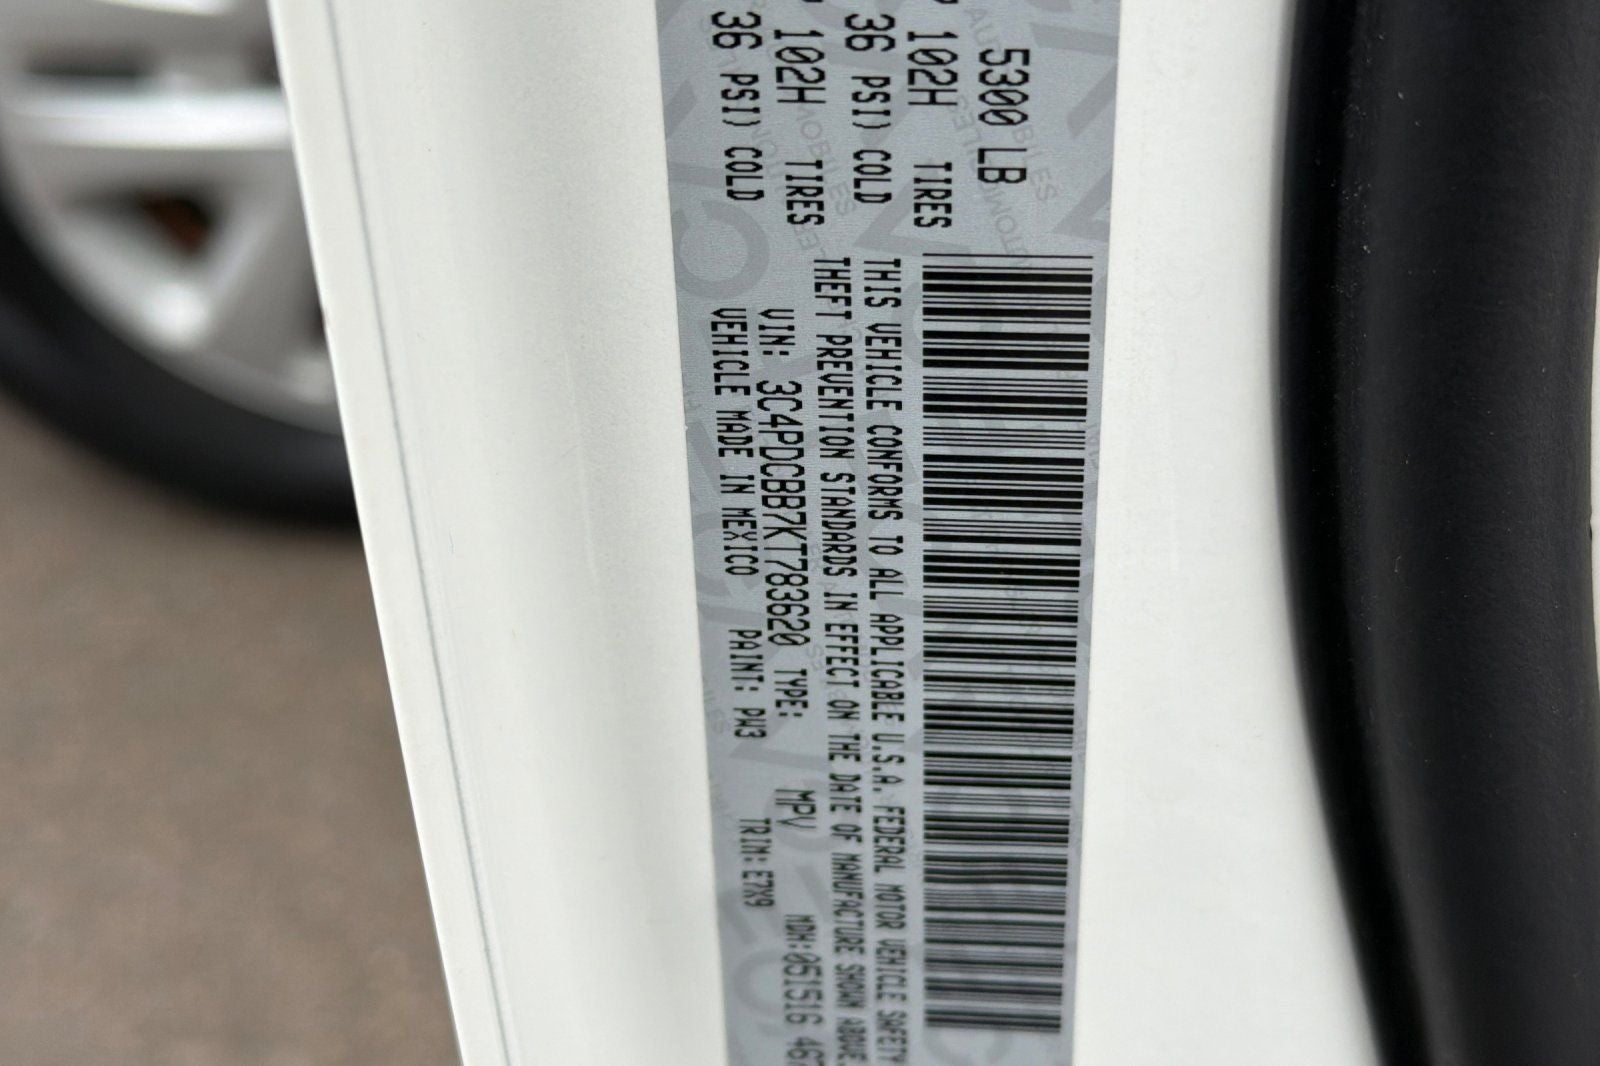 5300 LB
P 102H TIRES
36 PSI) COLD
P 102H TIRES
36 PSI) COLD
THIS VEHICLE CONFORMS TO ALL APPLICABLE U.S.A. FEDERAL MOTOR VEHICLE SAFETY
THEFT PREVENTION STANDARDS IN EFFECT ON THE DATE OF MANUFACTURE SHOWN ABOVE.
VIN: 3C4PDCBB7KT783620 TYPE: MPV MDH:051516 46
VEHICLE MADE IN MEXICO PAINT: PW3 TRIM:E7X9